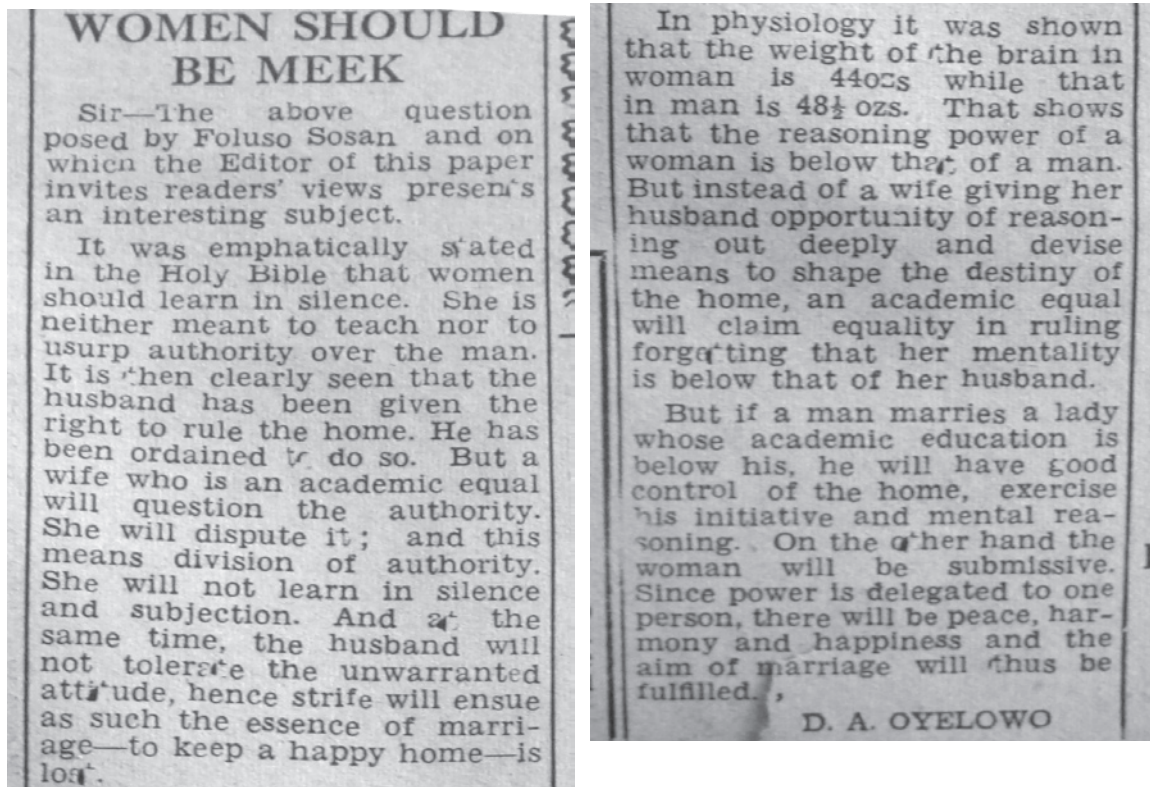 WOMEN SHOULD
BE MEEK
Sir—The above question
posed by Foluso Sosan and on
which the Editor of this paper
invites readers' views presents
an interesting subject.
It was emphatically stated
in the Holy Bible that women
should learn in silence. She is
neither meant to teach nor to
usurp authority over the man.
It is then clearly seen that the
husband has been given the
right to rule the home. He has
been ordained to do so. But a
wife who is an academic equal
will question the authority.
She will dispute it; and this
means division of authority.
She will not learn in silence
and subjection. And at the
same time, the husband will
not tolerate the unwarranted
attitude, hence strife will ensue
as such the essence of marri-
age—to keep a happy home—is
lost.
In physiology it was shown
that the weight of the brain in
woman is 44ozs while that
in man is 48½ ozs. That shows
that the reasoning power of a
woman is below that of a man.
But instead of a wife giving her
husband opportunity of reason-
ing out deeply and devise
means to shape the destiny of
the home, an academic equal
will claim equality in ruling
forgetting that her mentality
is below that of her husband.
But if a man marries a lady
whose academic education is
below his, he will have good
control of the home, exercise
his initiative and mental rea-
soning. On the other hand the
woman will be submissive.
Since power is delegated to one
person, there will be peace, har-
mony and happiness and the
aim of marriage will thus be
fulfilled.,
D. A. OYELOWO